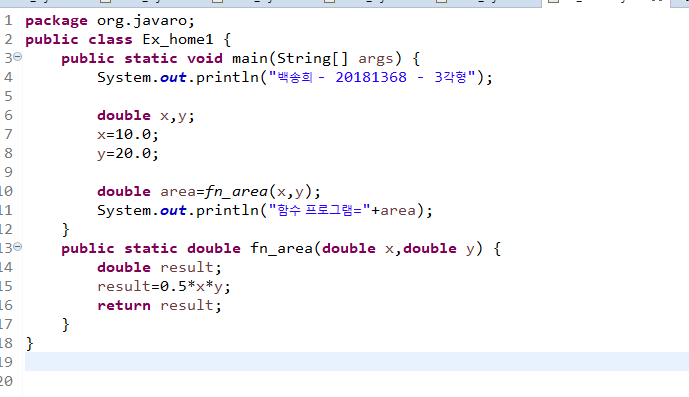 1 package org.javaro;
2 public class Ex_home1 {
3     public static void main(String[] args) {
4         System.out.println("백송희 - 20181368 - 3각형");
5
6         double x,y;
7         x=10.0;
8         y=20.0;
9
10         double area=fn_area(x,y);
11         System.out.println("함수 프로그램="+area);
12     }
13     public static double fn_area(double x,double y) {
14         double result;
15         result=0.5*x*y;
16         return result;
17     }
18 }
19
20